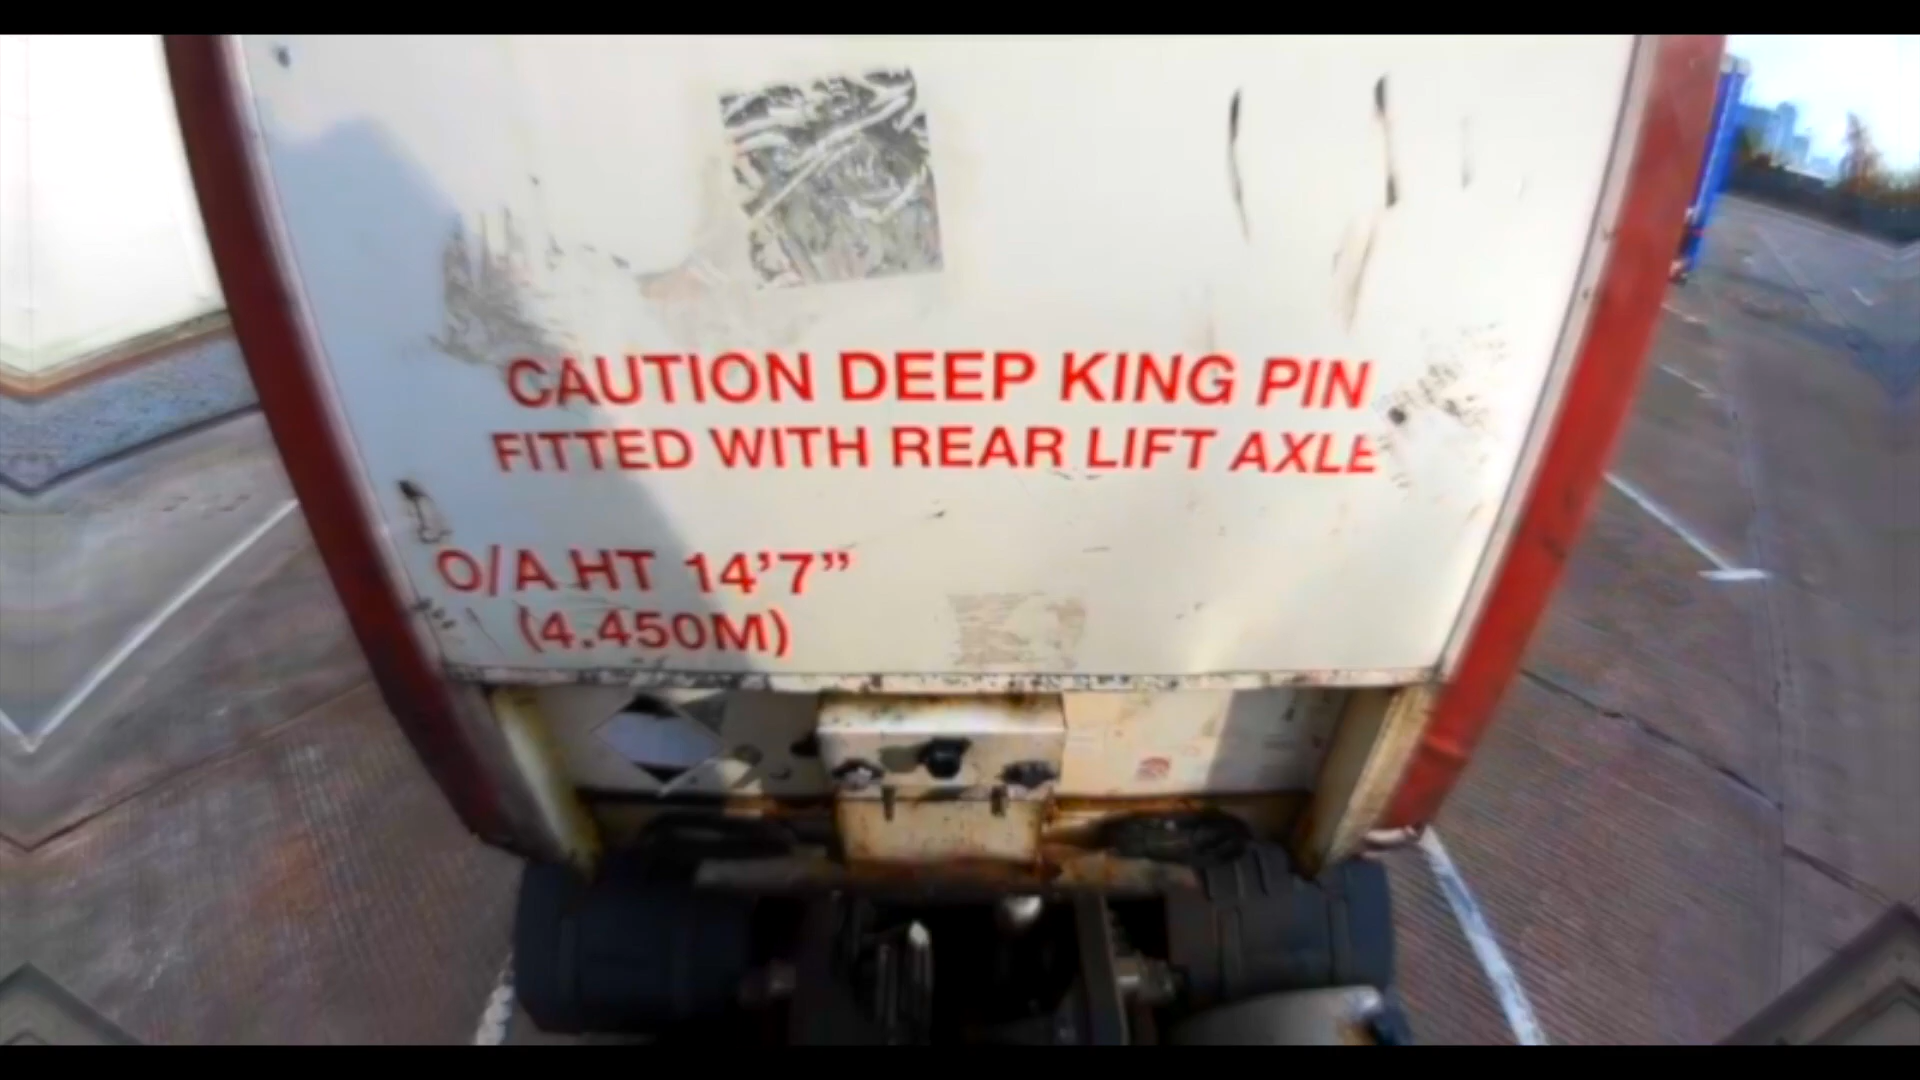 CAUTION DEEP KING PIN
FITTED WITH REAR LIFT AXLE
O/A HT 14'7”
(4.450M)